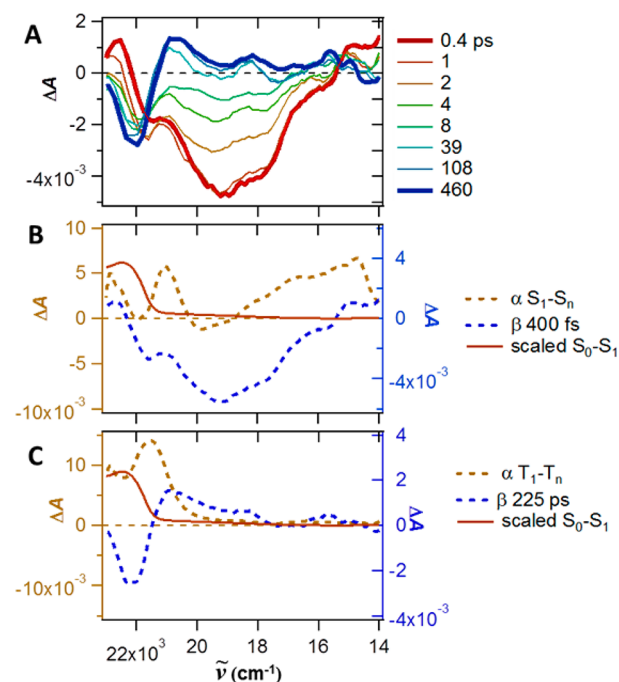 A
2
0
-2
-4x10⁻³
ΔA
0.4 ps
1
2
4
8
39
108
460
B
10
5
0
-5
-10x10⁻³
ΔA
4
0
-4x10⁻³
ΔA
α S₁-Sₙ
β 400 fs
scaled S₀-S₁
C
10
0
-10x10⁻³
ΔA
4
2
0
-2
-4x10⁻³
ΔA
α T₁-Tₙ
β 225 ps
scaled S₀-S₁
22x10³
20
18
16
14
ν̃ (cm⁻¹)